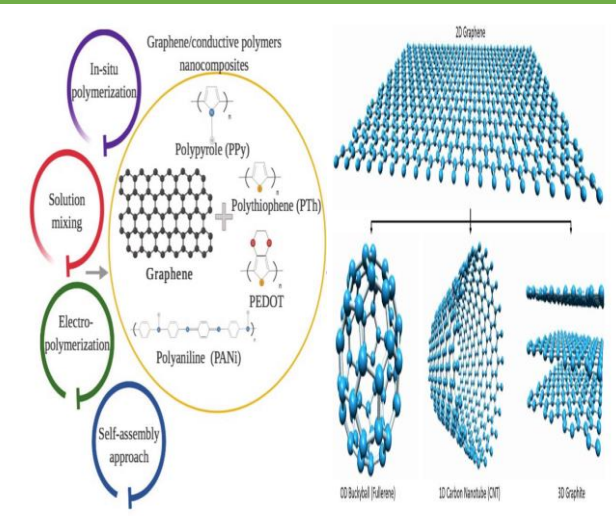 Graphene/conductive polymers
nanocomposites
In-situ
polymerization
Solution
mixing
Electro-
polymerization
Self-assembly
approach
n
Polypyrole (PPy)
n
Polythiophene (PTh)
Graphene
n
PEDOT
n
Polyaniline (PANi)
2D Graphene
0D Buckyball (Fullerene)
1D Carbon Nanotube (CNT)
3D Graphite